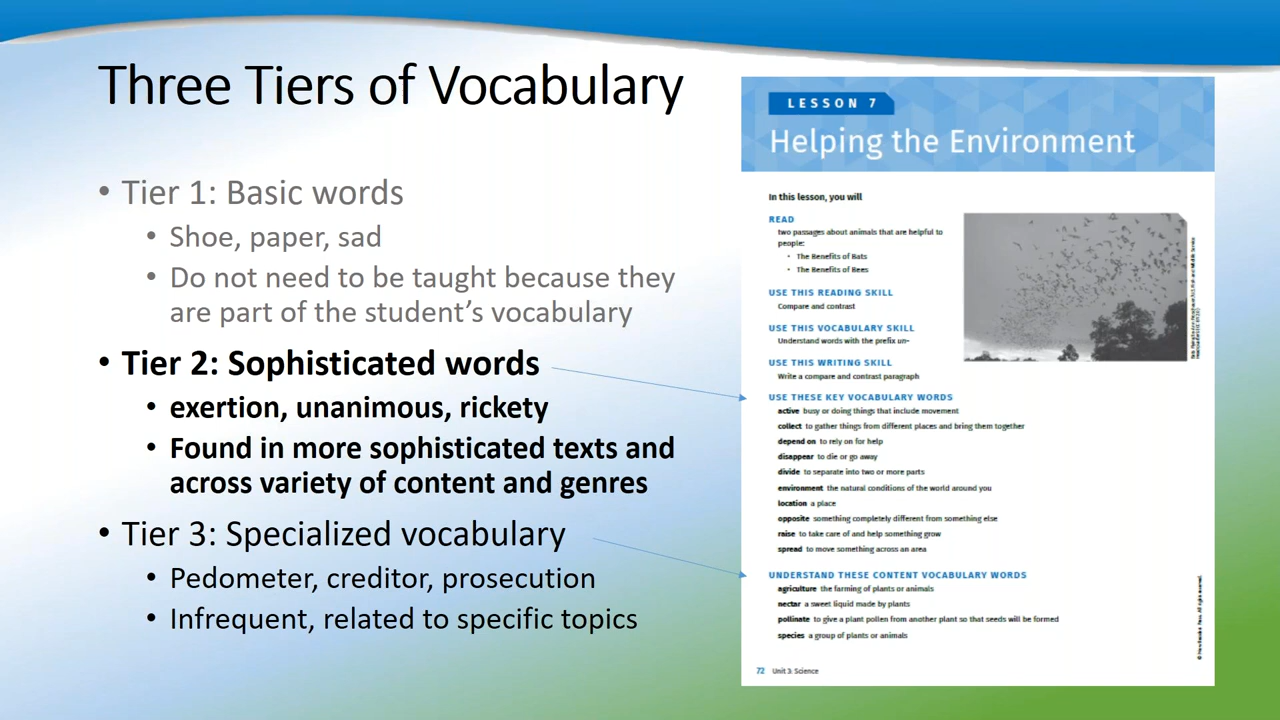 Three Tiers of Vocabulary
• Tier 1: Basic words
• Shoe, paper, sad
• Do not need to be taught because they
are part of the student’s vocabulary
• Tier 2: Sophisticated words
• exertion, unanimous, rickety
• Found in more sophisticated texts and
across variety of content and genres
• Tier 3: Specialized vocabulary
• Pedometer, creditor, prosecution
• Infrequent, related to specific topics
LESSON 7
Helping the Environment
In this lesson, you will
READ
two passages about animals that are helpful to
people:
• The Benefits of Bats
• The Benefits of Bees
USE THIS READING SKILL
Compare and contrast
USE THIS VOCABULARY SKILL
Understand words with the prefix un-
USE THIS WRITING SKILL
Write a compare and contrast paragraph
USE THESE KEY VOCABULARY WORDS
active busy or doing things that include movement
collect to gather things from different places and bring them together
depend on to rely on for help
disappear to die or go away
divide to separate into two or more parts
environment the natural conditions of the world around you
location a place
opposite something completely different from something else
raise to take care of and help something grow
spread to move something across an area
UNDERSTAND THESE CONTENT VOCABULARY WORDS
agriculture the farming of plants or animals
nectar a sweet liquid made by plants
pollinate to give a plant pollen from another plant so that seeds will be formed
species a group of plants or animals
72 Unit 3: Science
© New Readers Press. All rights reserved.